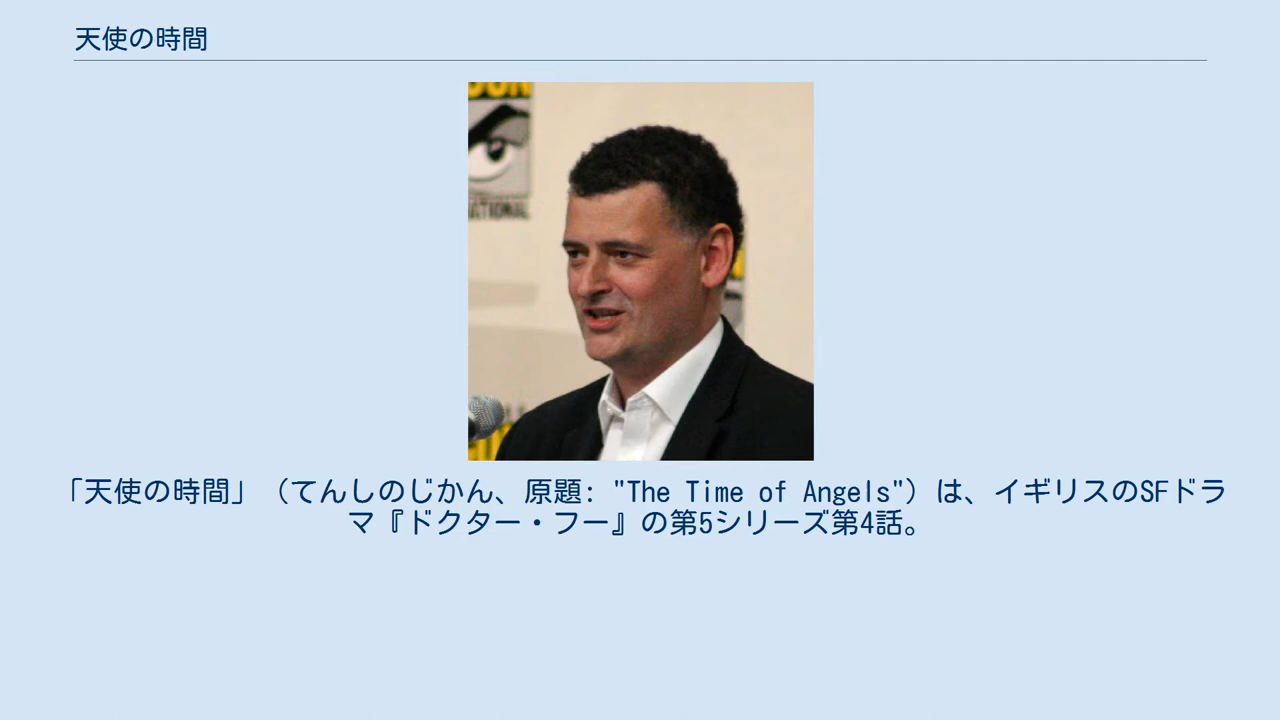 天使の時間
「天使の時間」（てんしのじかん、原題: "The Time of Angels"）は、イギリスのSFドラ
マ『ドクター・フー』の第5シリーズ第4話。